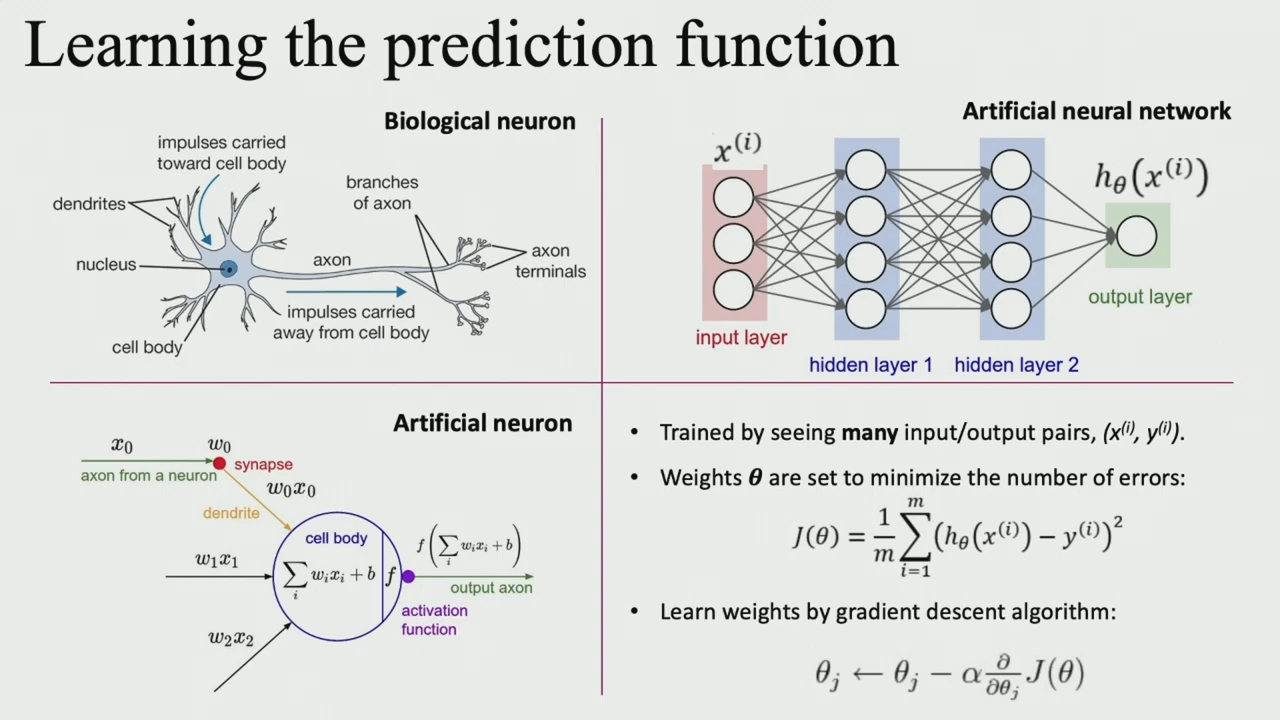 Learning the prediction function
Biological neuron
impulses carried
toward cell body
branches
of axon
dendrites
axon
terminals
nucleus
axon
impulses carried
away from cell body
cell body
Artificial neural network
x^{(i)}
h_θ(x^{(i)})
input layer
output layer
hidden layer 1
hidden layer 2
Artificial neuron
x_0
w_0
synapse
axon from a neuron
w_0x_0
dendrite
cell body
f(∑_i w_ix_i + b)
w_1x_1
∑_i w_ix_i + b
f
output axon
activation
function
w_2x_2
• Trained by seeing many input/output pairs, (x^{(i)}, y^{(i)}).
• Weights θ are set to minimize the number of errors:
J(θ) = \frac{1}{m} ∑_{i=1}^{m} (h_θ(x^{(i)}) − y^{(i)})^2
• Learn weights by gradient descent algorithm:
θ_j ← θ_j − α \frac{∂}{∂θ_j} J(θ)